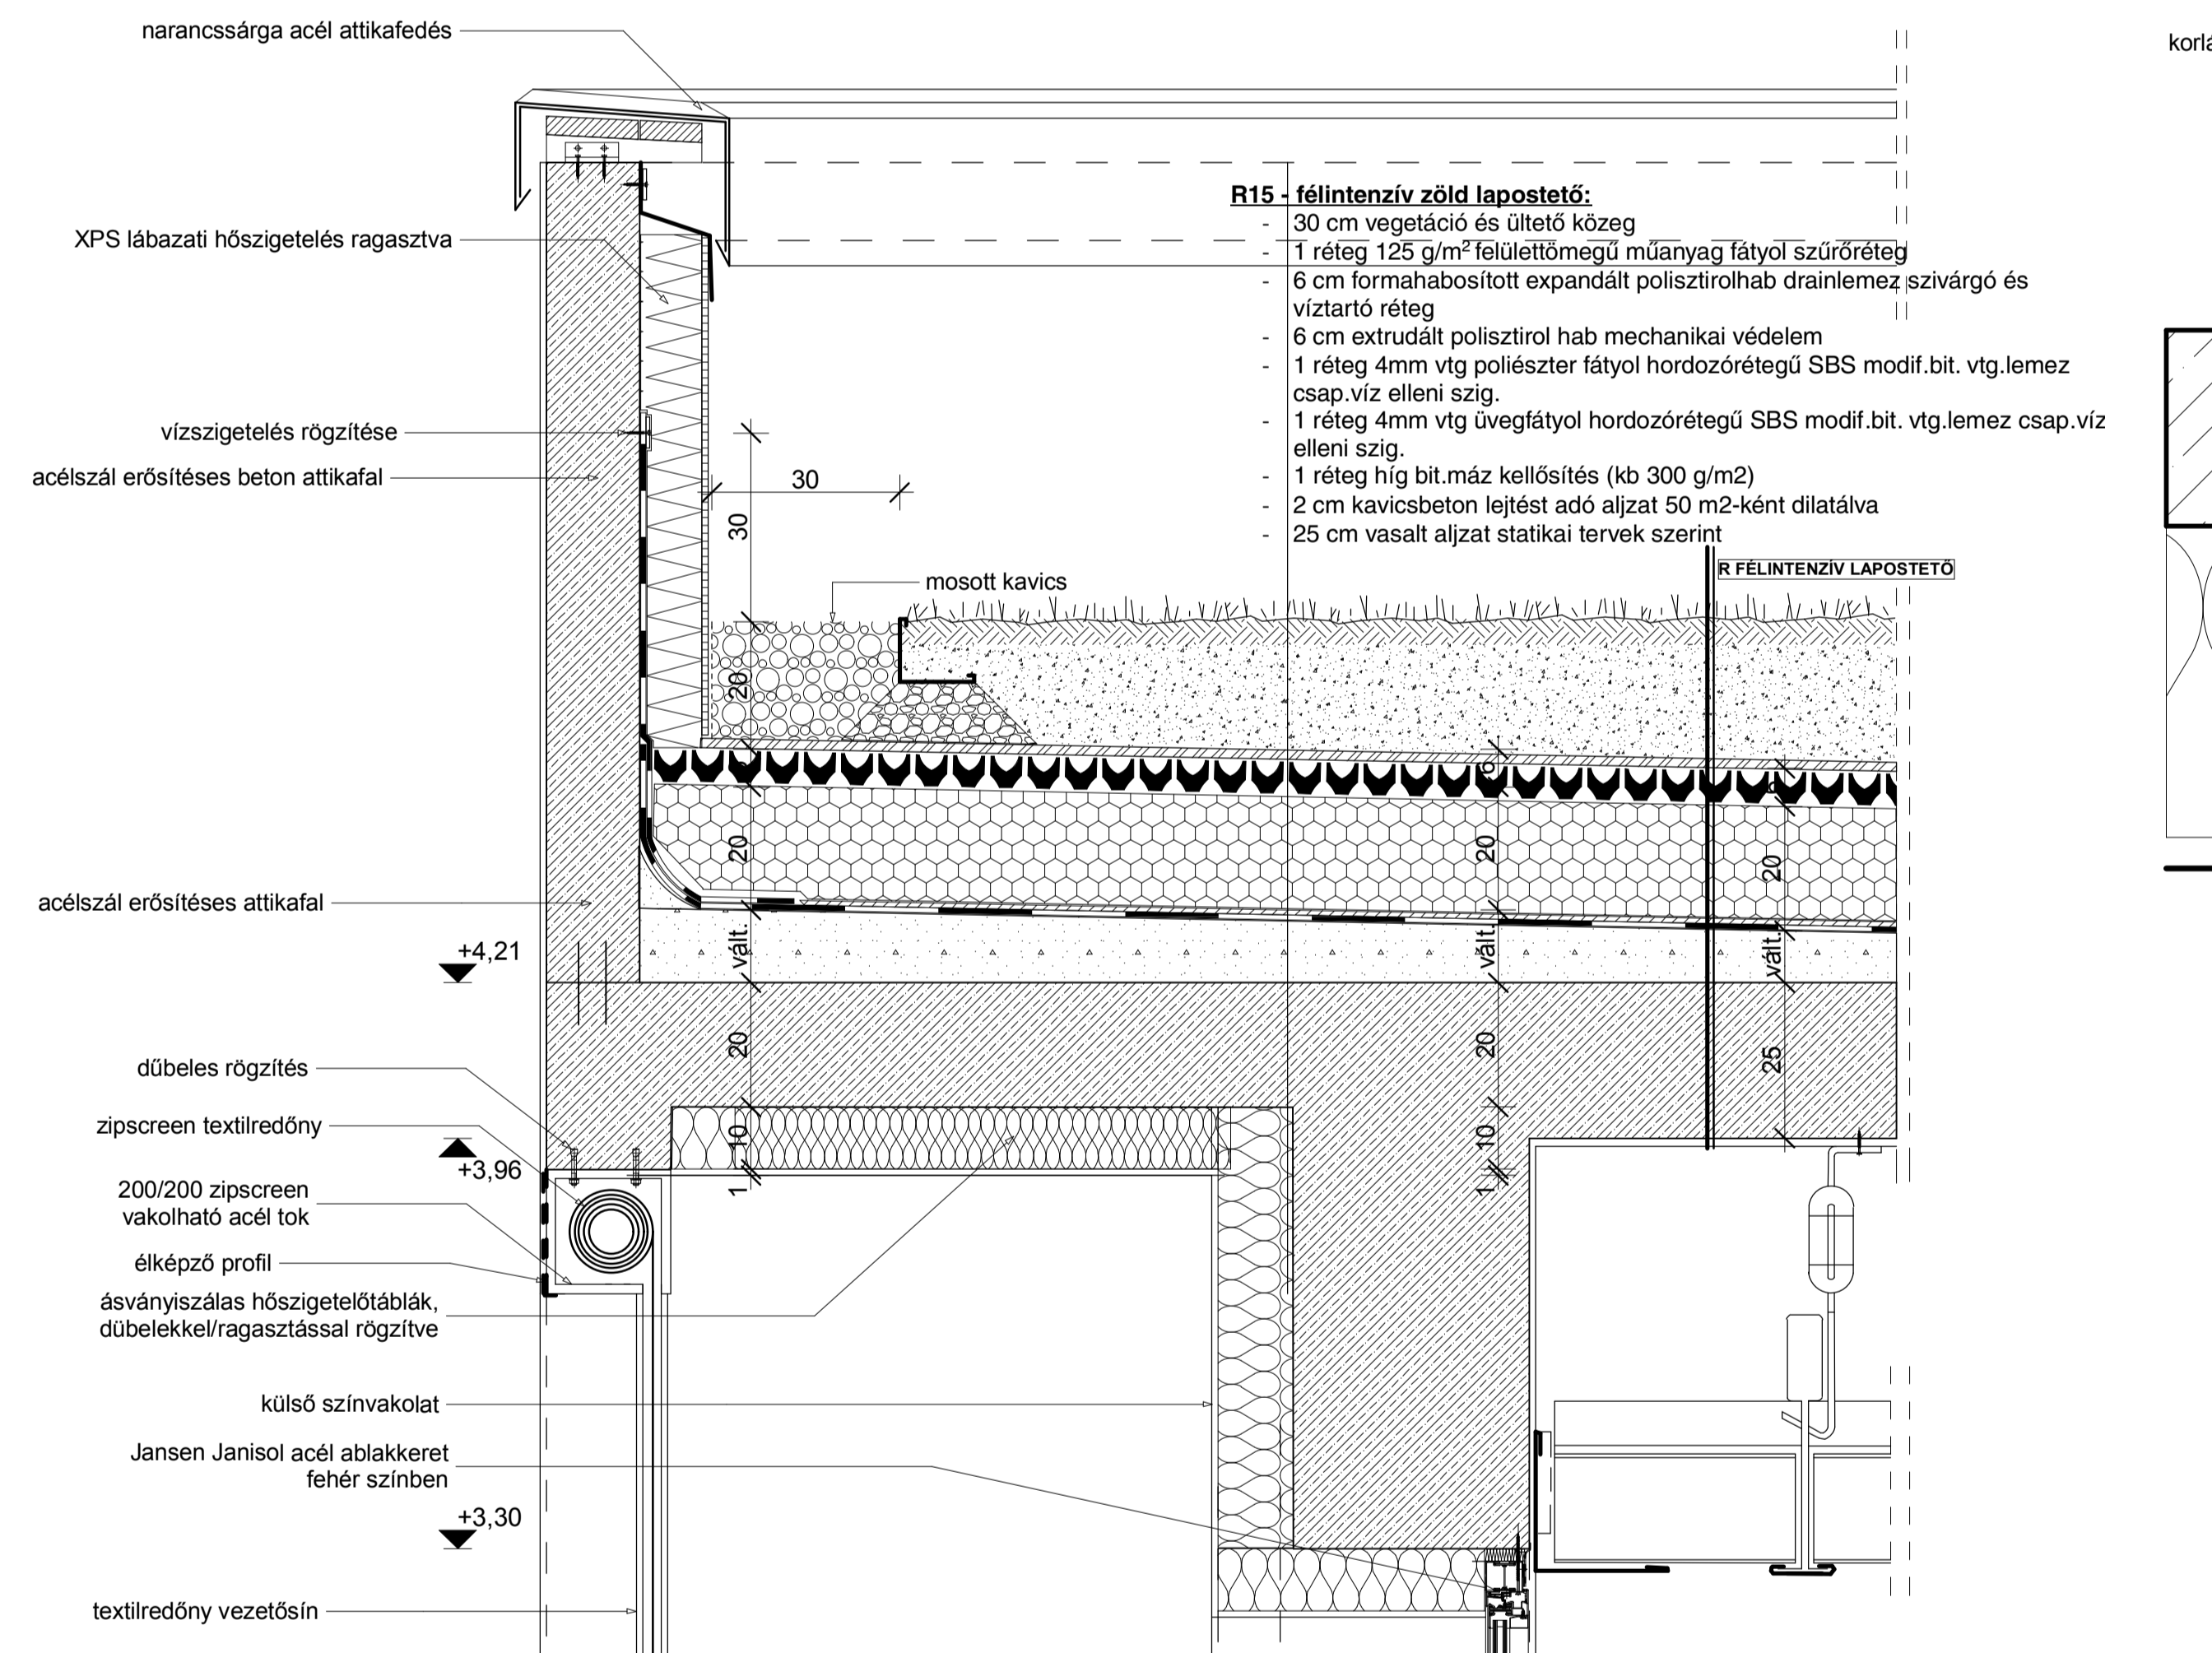 narancssárga acél attikafedés
korlá
R15 - félintenzív zöld lapostető:
- 30 cm vegetáció és ültető közeg
- 1 réteg 125 g/m² felülettömegű műanyag fátyol szűrőréteg
- 6 cm formahabosított expandált polisztirolhab drainlemez szivárgó és
víztartó réteg
- 6 cm extrudált polisztirol hab mechanikai védelem
- 1 réteg 4mm vtg poliészter fátyol hordozórétegű SBS modif.bit. vtg.lemez
csap.víz elleni szig.
- 1 réteg 4mm vtg üvegfátyol hordozórétegű SBS modif.bit. vtg.lemez csap.víz
elleni szig.
- 1 réteg híg bit.máz kellősítés (kb 300 g/m2)
- 2 cm kavicsbeton lejtést adó aljzat 50 m2-ként dilatálva
- 25 cm vasalt aljzat statikai tervek szerint
R FÉLINTENZÍV LAPOSTETŐ
XPS lábazati hőszigetelés ragasztva
vízszigetelés rögzítése
acélszál erősítéses beton attikafal
30
30
mosott kavics
20
6
6
20
20
20
acélszál erősítéses attikafal
vált.
vált.
vált.
+4,21
20
20
25
dűbeles rögzítés
zipscreen textilredőny
10
10
+3,96
1
1
200/200 zipscreen
vakolható acél tok
élképző profil
ásványiszálas hőszigetelőtáblák,
dübelekkel/ragasztással rögzítve
külső színvakolat
Jansen Janisol acél ablakkeret
fehér színben
+3,30
textilredőny vezetősín